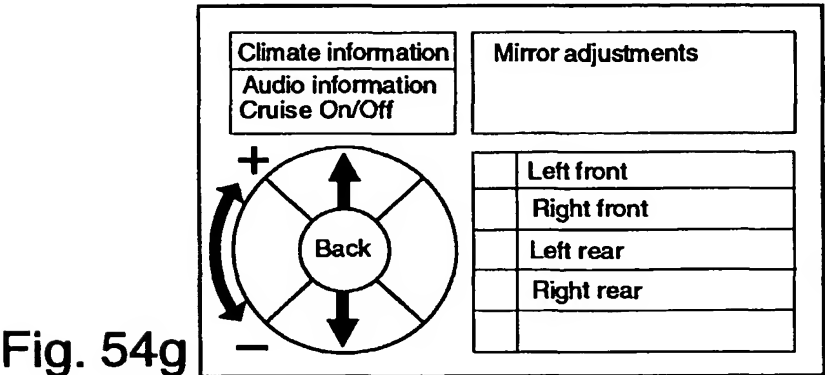 Climate information
Audio information
Cruise On/Off
Mirror adjustments
+
Back
−
Left front
Right front
Left rear
Right rear
Fig. 54g